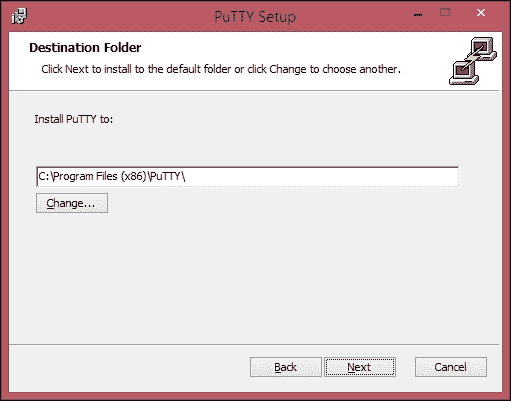 PuTTY Setup
Destination Folder
Click Next to install to the default folder or click Change to choose another.
Install PuTTY to:
C:\Program Files (x86)\PuTTY\
Change...
Back Next Cancel